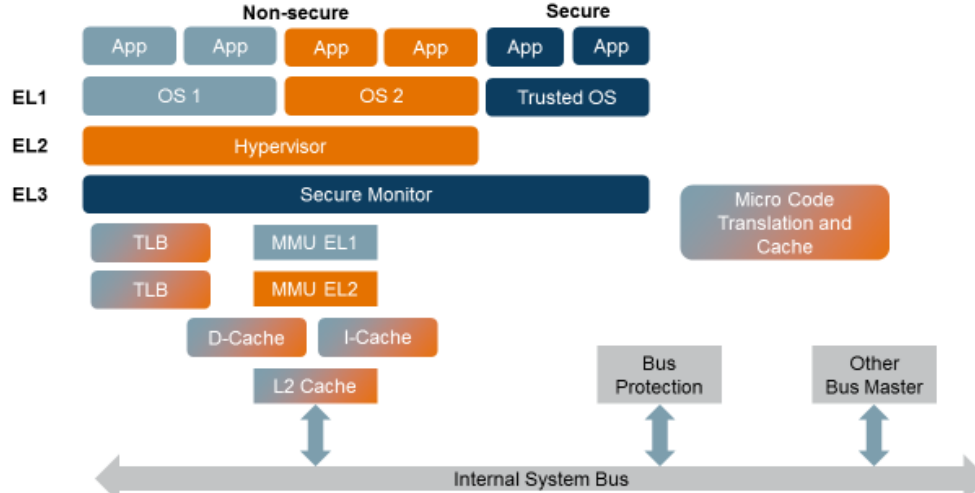 Non-secure
Secure
App
App
App
App
App
App
EL1
OS 1
OS 2
Trusted OS
EL2
Hypervisor
EL3
Secure Monitor
Micro Code
Translation and
Cache
TLB
MMU EL1
TLB
MMU EL2
D-Cache
I-Cache
L2 Cache
Bus
Protection
Other
Bus Master
Internal System Bus